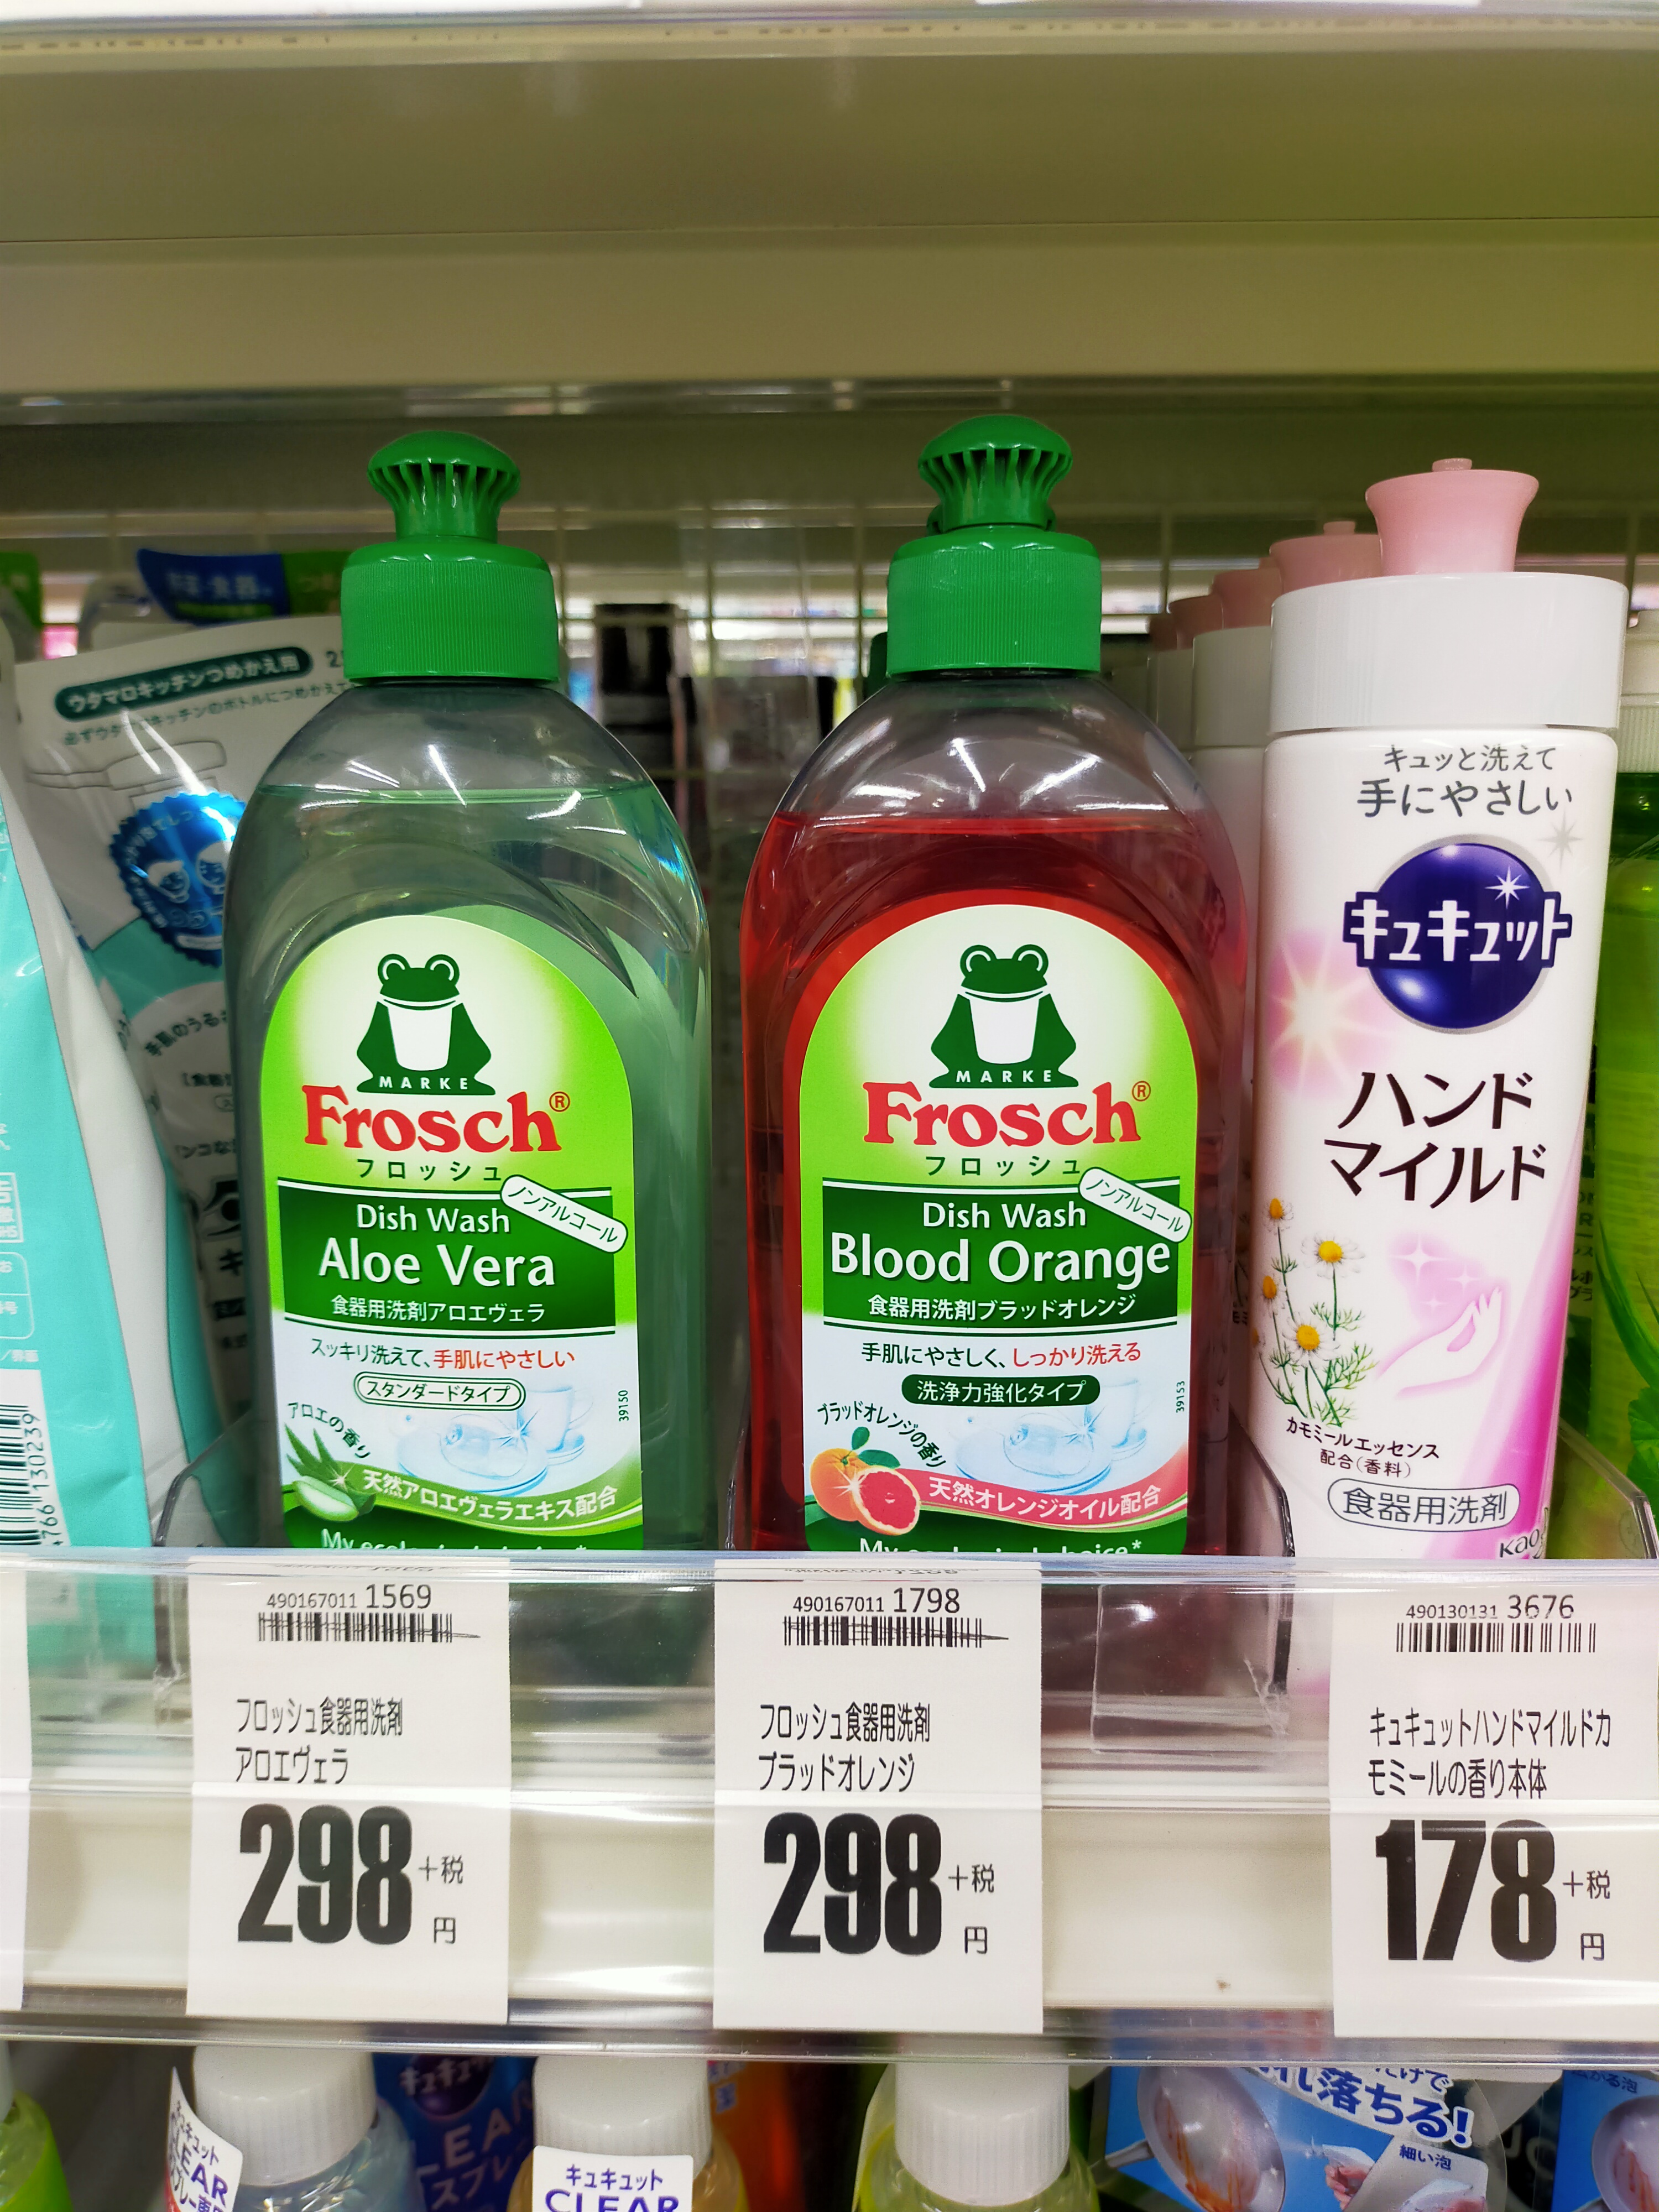 ウタマロキッチンつめかえ用
MARKE
Frosch®
フロッシュ
ノンアルコール
Dish Wash
Aloe Vera
食器用洗剤アロエヴェラ
スッキリ洗えて、手肌にやさしい
スタンダードタイプ
アロエの香り
天然アロエヴェラエキス配合
39150
MARKE
Frosch®
フロッシュ
ノンアルコール
Dish Wash
Blood Orange
食器用洗剤ブラッドオレンジ
手肌にやさしく、しっかり洗える
洗浄力強化タイプ
ブラッドオレンジの香り
天然オレンジオイル配合
39153
キュッと洗えて
手にやさしい
キュキュット
ハンド
マイルド
カモミールエッセンス
配合(香料)
食器用洗剤
Kao
490167011 1569
フロッシュ食器用洗剤
アロエヴェラ
298 +税
円
490167011 1798
フロッシュ食器用洗剤
ブラッドオレンジ
298 +税
円
490130131 3676
キュキュットハンドマイルドカ
モミールの香り本体
178 +税
円
キュキュット
CLEAR
落ちる!
細い泡